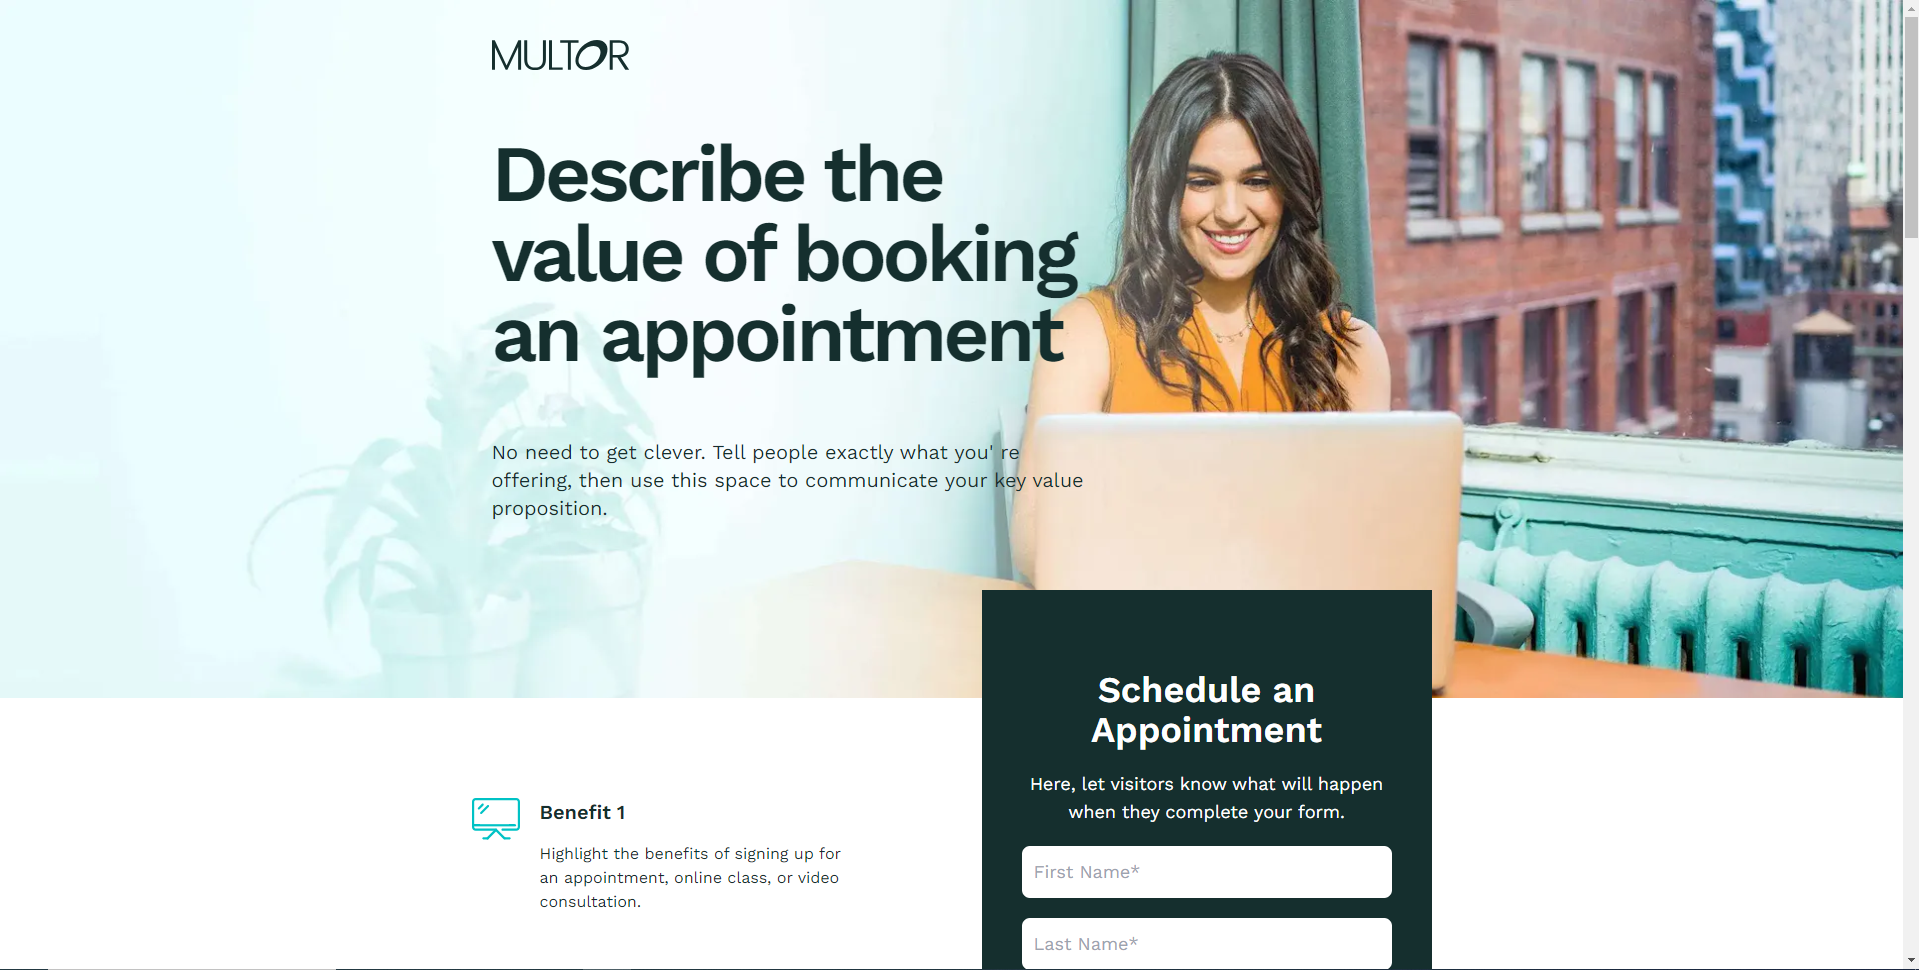 MULTOR
Describe the
value of booking
an appointment
No need to get clever. Tell people exactly what you' re
offering, then use this space to communicate your key value
proposition.
Benefit 1
Highlight the benefits of signing up for
an appointment, online class, or video
consultation.
Schedule an
Appointment
Here, let visitors know what will happen
when they complete your form.
First Name*
Last Name*